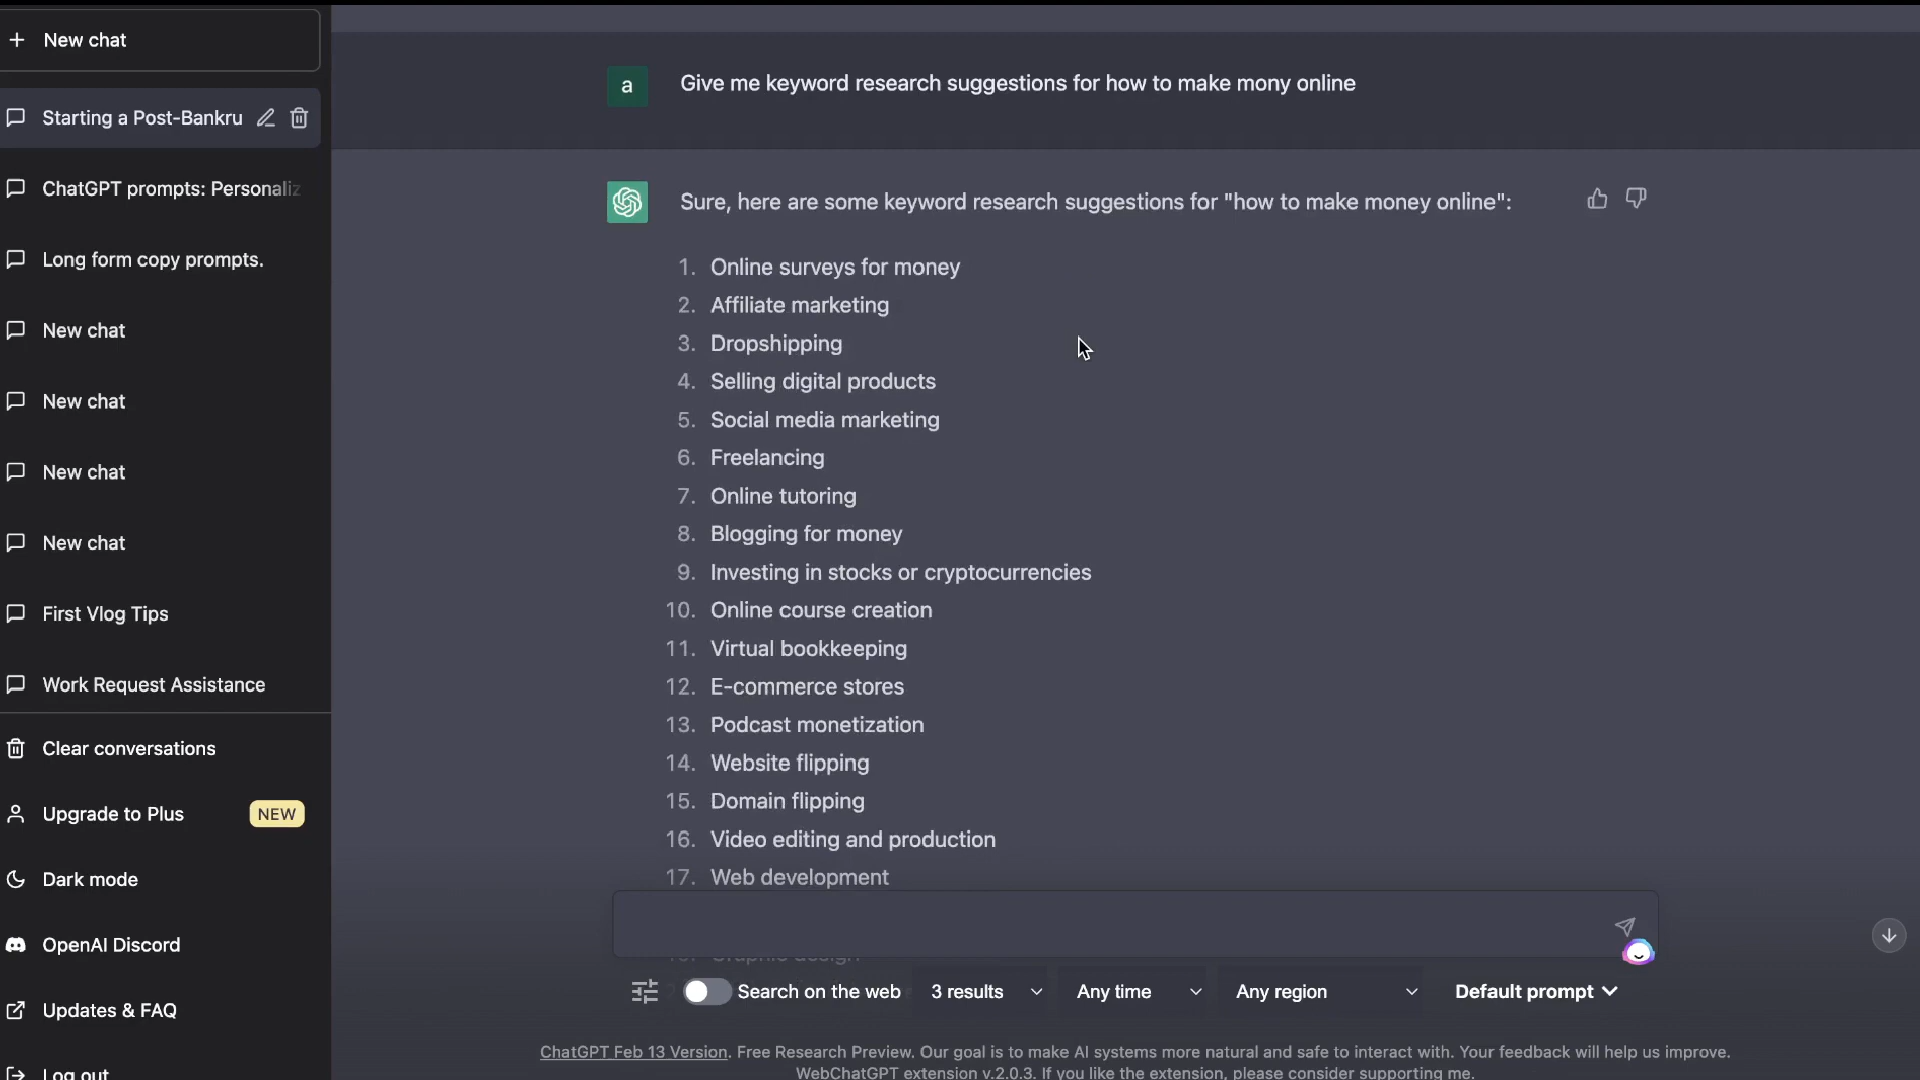 New chat
Starting a Post-Bankru
ChatGPT prompts: Personaliz
Long form copy prompts.
New chat
New chat
New chat
New chat
First Vlog Tips
Work Request Assistance
Clear conversations
Upgrade to Plus NEW
Dark mode
OpenAI Discord
Updates & FAQ
Log out
a Give me keyword research suggestions for how to make mony online
Sure, here are some keyword research suggestions for "how to make money online":
1. Online surveys for money
2. Affiliate marketing
3. Dropshipping
4. Selling digital products
5. Social media marketing
6. Freelancing
7. Online tutoring
8. Blogging for money
9. Investing in stocks or cryptocurrencies
10. Online course creation
11. Virtual bookkeeping
12. E-commerce stores
13. Podcast monetization
14. Website flipping
15. Domain flipping
16. Video editing and production
17. Web development
Graphic design
Search on the web 3 results Any time Any region Default prompt
ChatGPT Feb 13 Version. Free Research Preview. Our goal is to make AI systems more natural and safe to interact with. Your feedback will help us improve.
WebChatGPT extension v.2.0.3. If you like the extension, please consider supporting me.